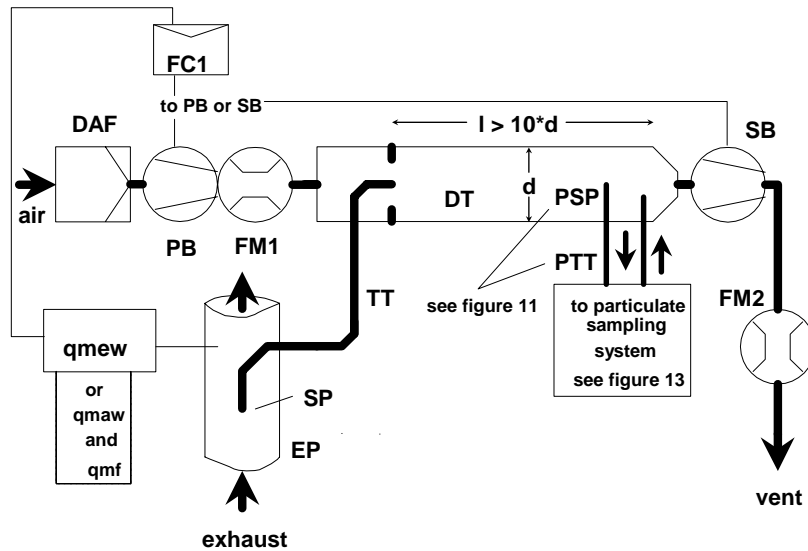 FC1
to PB or SB
DAF
l > 10*d
SB
d
DT
PSP
air
PB
FM1
PTT
TT
see figure 11
FM2
to particulate
sampling
system
see figure 13
qmew
or
qmaw
and
qmf
SP
EP
vent
exhaust